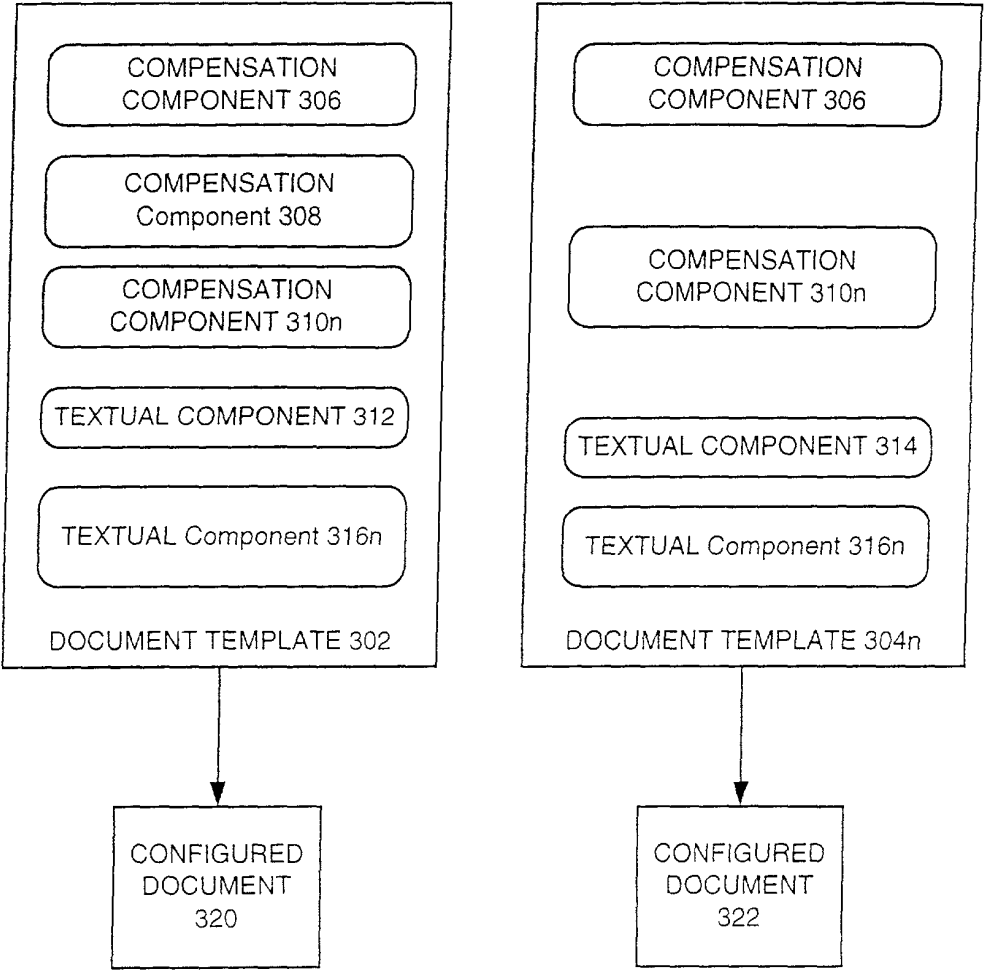 COMPENSATION
COMPONENT 306
COMPENSATION
Component 308
COMPENSATION
COMPONENT 310n
TEXTUAL COMPONENT 312
TEXTUAL Component 316n
DOCUMENT TEMPLATE 302
CONFIGURED
DOCUMENT
320
COMPENSATION
COMPONENT 306
COMPENSATION
COMPONENT 310n
TEXTUAL COMPONENT 314
TEXTUAL Component 316n
DOCUMENT TEMPLATE 304n
CONFIGURED
DOCUMENT
322